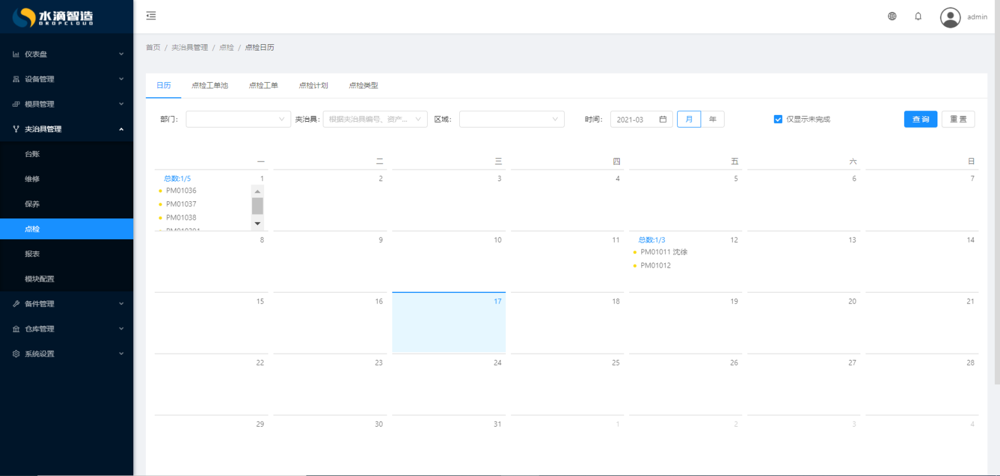 水滴智造
DROPCLOUD
admin
仪表盘
设备管理
模具管理
夹治具管理
台账
维修
保养
点检
报表
模块配置
备件管理
仓库管理
系统设置
首页 / 夹治具管理 / 点检 / 点检日历
日历 点检工单池 点检工单 点检计划 点检类型
部门: 夹治具: 根据夹治具编号、资产... 区域: 时间: 2021-03 月 年 仅显示未完成 查 询 重 置
一 二 三 四 五 六 日
总数:1/5 1 2 3 4 5 6 7
PM01036
PM01037
PM01038
8 9 10 11 总数:1/3 12 13 14
PM01011 沈徐
PM01012
15 16 17 18 19 20 21
22 23 24 25 26 27 28
29 30 31 1 2 3 4